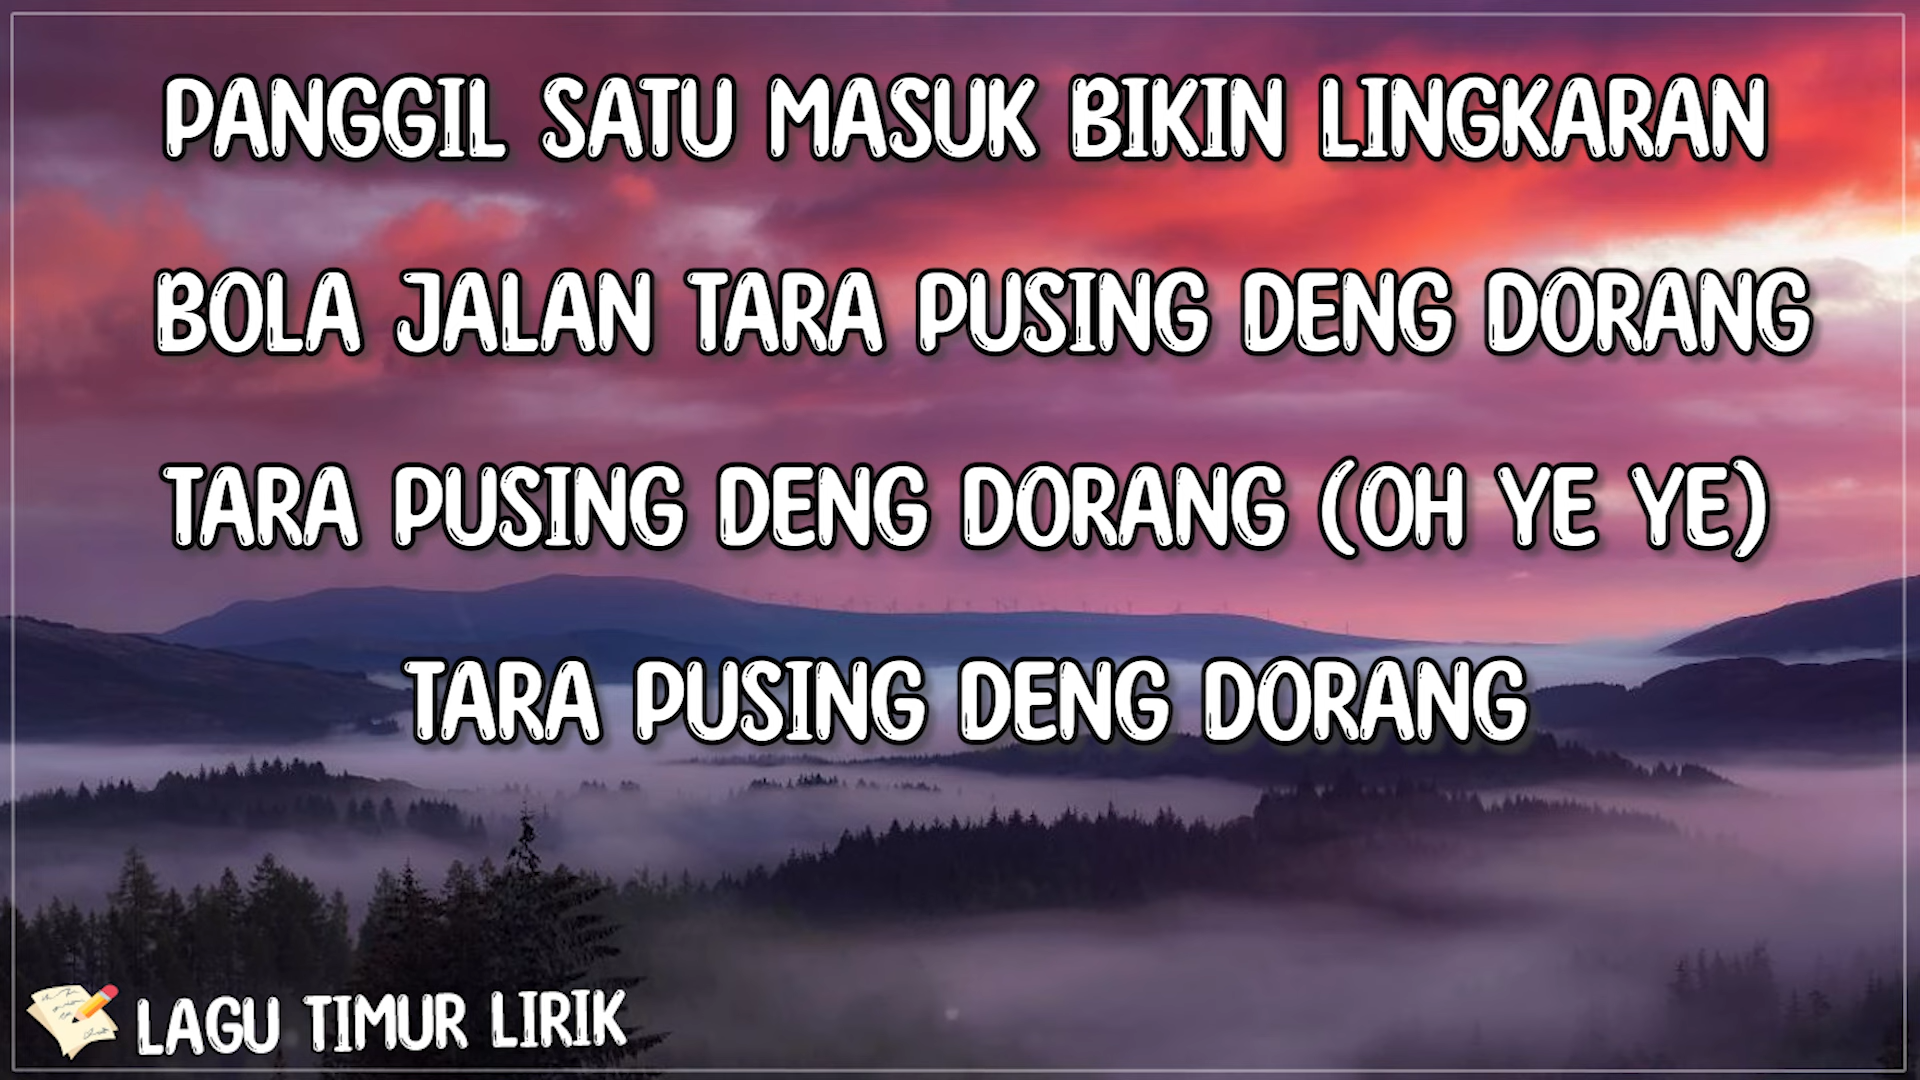 PANGGIL SATU MASUK BIKIN LINGKARAN
BOLA JALAN TARA PUSING DENG DORANG
TARA PUSING DENG DORANG (OH YE YE)
TARA PUSING DENG DORANG
LAGU TIMUR LIRIK